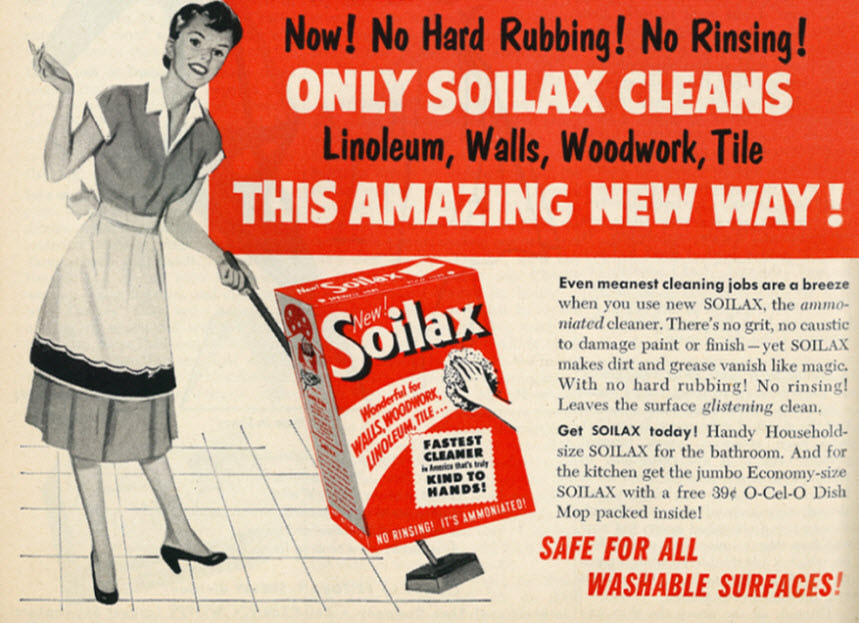 Now! No Hard Rubbing! No Rinsing!
ONLY SOILAX CLEANS
Linoleum, Walls, Woodwork, Tile
THIS AMAZING NEW WAY!
New! Soilax
New!
Soilax
Wonderful for
WALLS, WOODWORK,
LINOLEUM, TILE...
FASTEST
CLEANER
in America that's truly
KIND TO
HANDS!
NO RINSING! IT'S AMMONIATED!
Even meanest cleaning jobs are a breeze
when you use new SOILAX, the ammo-
niated cleaner. There's no grit, no caustic
to damage paint or finish—yet SOILAX
makes dirt and grease vanish like magic.
With no hard rubbing! No rinsing!
Leaves the surface glistening clean.
Get SOILAX today! Handy Household-
size SOILAX for the bathroom. And for
the kitchen get the jumbo Economy-size
SOILAX with a free 39¢ O-Cel-O Dish
Mop packed inside!
SAFE FOR ALL
WASHABLE SURFACES!